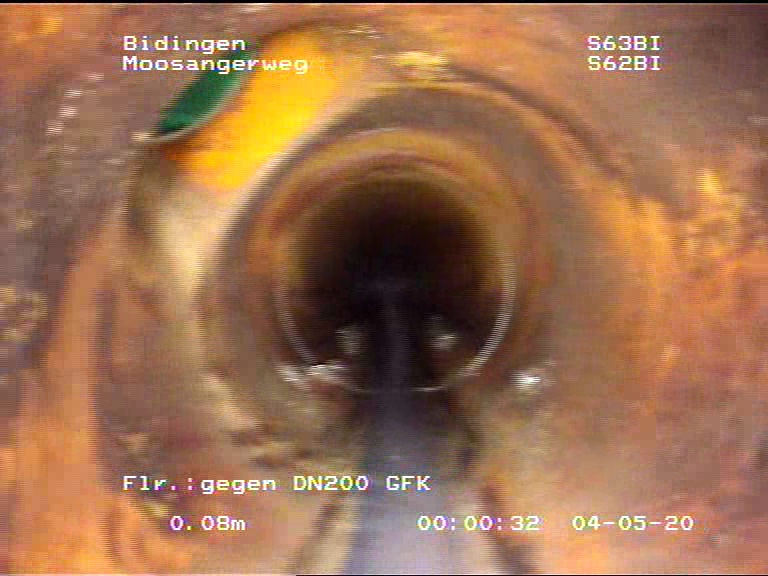 Bidingen S63BI
Moosangerweg S62BI
Flr.:gegen DN200 GFK
0.08m 00:00:32 04-05-20